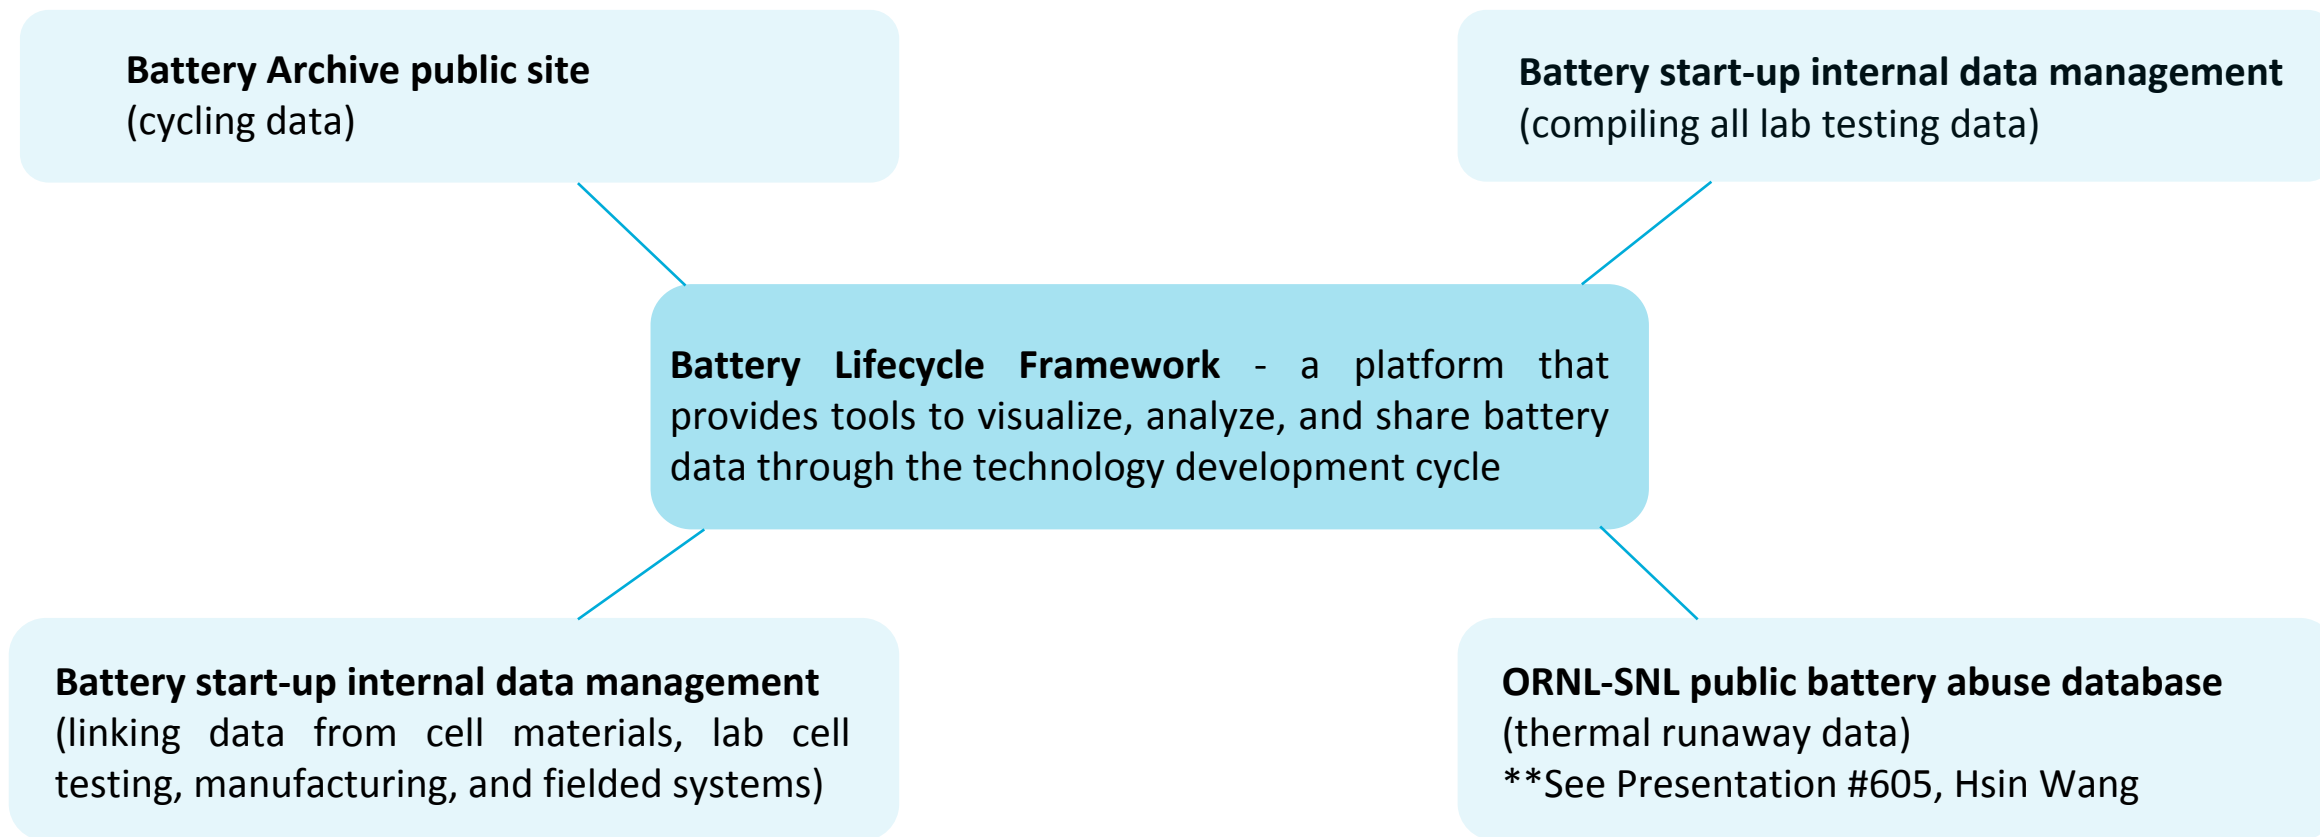 Battery Archive public site
(cycling data)
Battery start-up internal data management
(compiling all lab testing data)
Battery Lifecycle Framework - a platform that
provides tools to visualize, analyze, and share battery
data through the technology development cycle
Battery start-up internal data management
(linking data from cell materials, lab cell
testing, manufacturing, and fielded systems)
ORNL-SNL public battery abuse database
(thermal runaway data)
**See Presentation #605, Hsin Wang